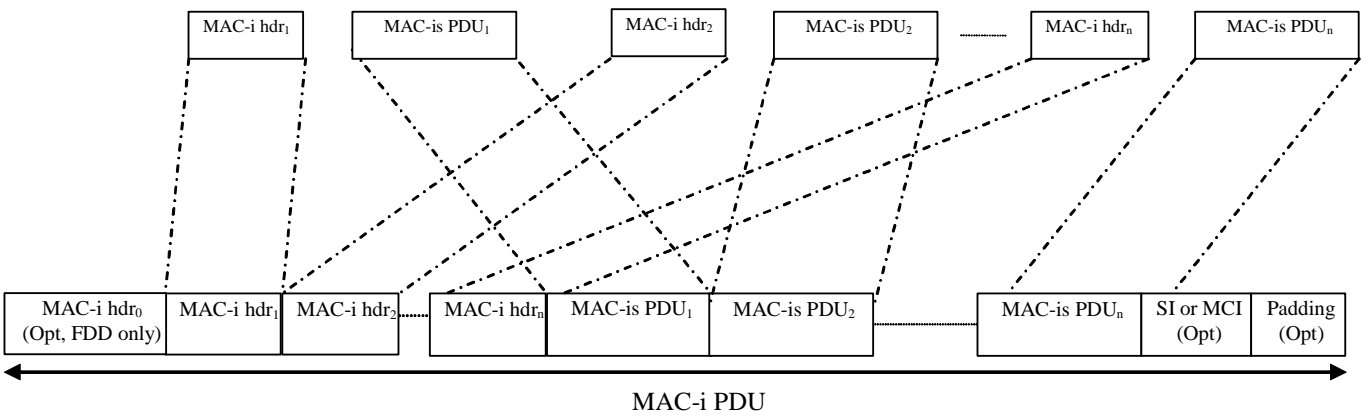 MAC-i hdr₁ MAC-is PDU₁ MAC-i hdr₂ MAC-is PDU₂ MAC-i hdrₙ MAC-is PDUₙ
MAC-i hdr₀ MAC-i hdr₁ MAC-i hdr₂ MAC-i hdrₙ MAC-is PDU₁ MAC-is PDU₂ MAC-is PDUₙ SI or MCI Padding
(Opt, FDD only) (Opt) (Opt)
MAC-i PDU